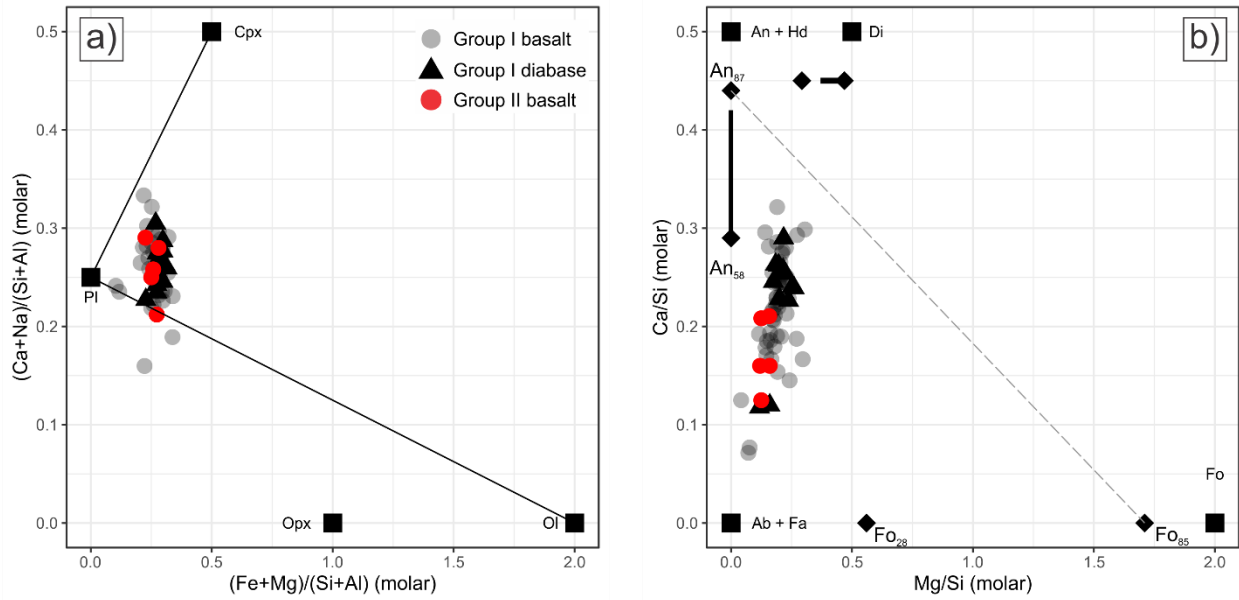 a)
Cpx
Group I basalt
Group I diabase
Group II basalt
Pl
Opx
Ol
0.5
0.4
0.3
0.2
0.1
0.0
0.0
0.5
1.0
1.5
2.0
(Ca+Na)/(Si+Al) (molar)
(Fe+Mg)/(Si+Al) (molar)
b)
An + Hd
Di
An87
An58
Fo
Ab + Fa
Fo28
Fo85
0.5
0.4
0.3
0.2
0.1
0.0
0.0
0.5
1.0
1.5
2.0
Ca/Si (molar)
Mg/Si (molar)